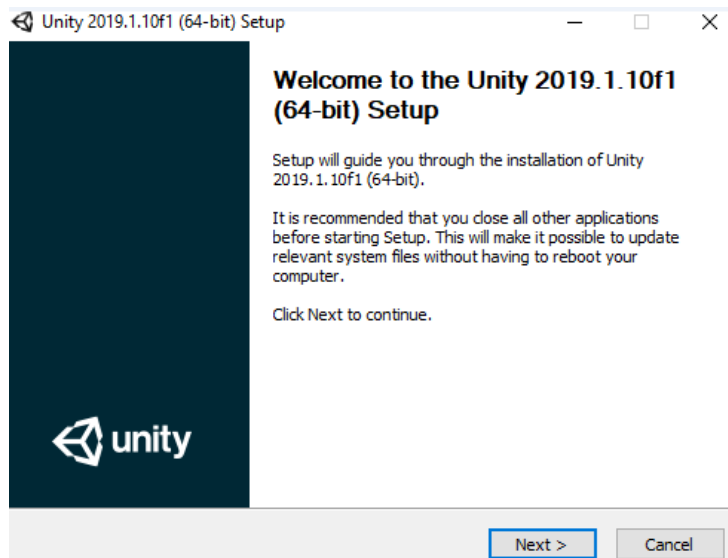 Unity 2019.1.10f1 (64-bit) Setup
Welcome to the Unity 2019.1.10f1
(64-bit) Setup
Setup will guide you through the installation of Unity
2019.1.10f1 (64-bit).
It is recommended that you close all other applications
before starting Setup. This will make it possible to update
relevant system files without having to reboot your
computer.
Click Next to continue.
unity
Next > Cancel